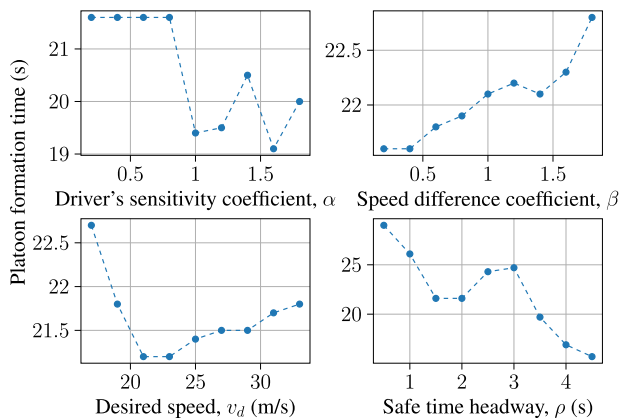 Platoon formation time (s)
21
20
19
0.5 1 1.5
Driver's sensitivity coefficient, α
22.5
22
0.5 1 1.5
Speed difference coefficient, β
22.5
22
21.5
20 25 30
Desired speed, v_d (m/s)
25
20
1 2 3 4
Safe time headway, ρ (s)